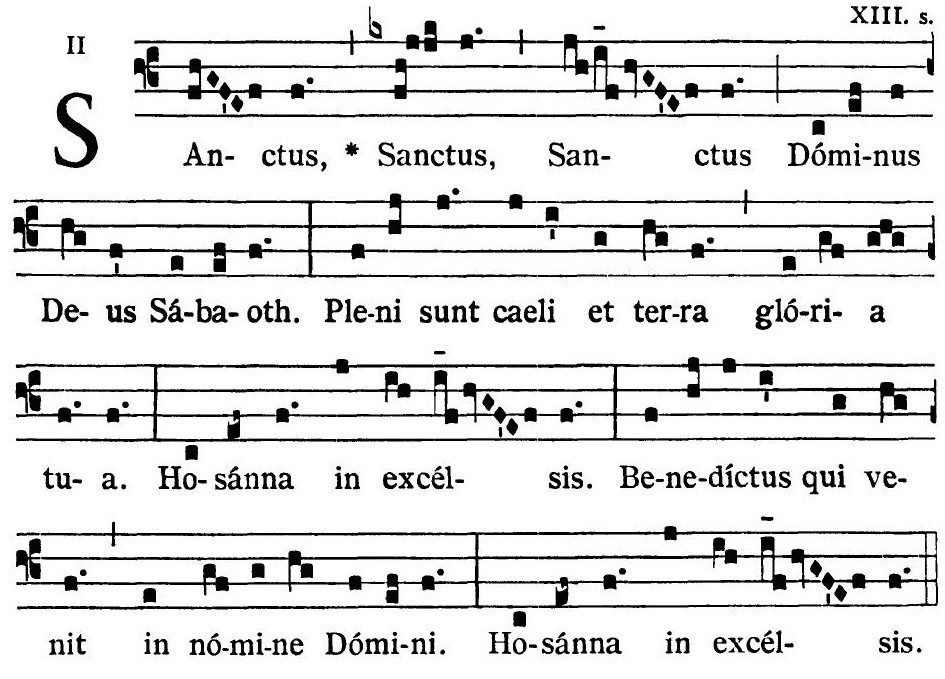 II XIII. s.
SAn- ctus, * Sanctus, San- ctus Dómi-nus
De- us Sá-ba- oth. Ple-ni sunt caeli et ter-ra gló-ri- a
tu- a. Ho-sánna in excél- sis. Be-ne-díctus qui ve-
nit in nó-mi-ne Dómi-ni. Ho-sánna in excél- sis.